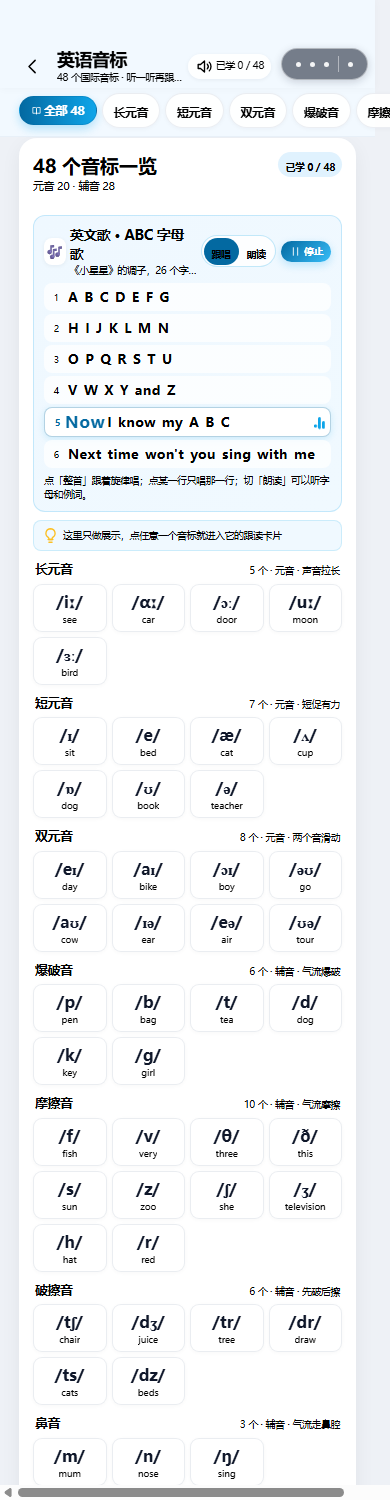 英语音标
48 个国际音标 · 听一听再跟...
已学 0 / 48
全部 48
长元音
短元音
双元音
爆破音
摩擦
48 个音标一览
已学 0 / 48
元音 20 · 辅音 28
英文歌 • ABC 字母歌
《小星星》的调子，26 个字...
跟唱
朗读
停止
1 A B C D E F G
2 H I J K L M N
3 O P Q R S T U
4 V W X Y and Z
5 Now I know my A B C
6 Next time won't you sing with me
点「整首」跟着旋律唱；点某一行只唱那一行；切「朗读」可以听字
母和例词。
这里只做展示，点任意一个音标就进入它的跟读卡片
长元音 5 个 · 元音 · 声音拉长
/iː/ /ɑː/ /ɔː/ /uː/
see car door moon
/ɜː/
bird
短元音 7 个 · 元音 · 短促有力
/ɪ/ /e/ /æ/ /ʌ/
sit bed cat cup
/ɒ/ /ʊ/ /ə/
dog book teacher
双元音 8 个 · 元音 · 两个音滑动
/eɪ/ /aɪ/ /ɔɪ/ /əʊ/
day bike boy go
/aʊ/ /ɪə/ /eə/ /ʊə/
cow ear air tour
爆破音 6 个 · 辅音 · 气流爆破
/p/ /b/ /t/ /d/
pen bag tea dog
/k/ /g/
key girl
摩擦音 10 个 · 辅音 · 气流摩擦
/f/ /v/ /θ/ /ð/
fish very three this
/s/ /z/ /ʃ/ /ʒ/
sun zoo she television
/h/ /r/
hat red
破擦音 6 个 · 辅音 · 先破后擦
/tʃ/ /dʒ/ /tr/ /dr/
chair juice tree draw
/ts/ /dz/
cats beds
鼻音 3 个 · 辅音 · 气流走鼻腔
/m/ /n/ /ŋ/
mum nose sing